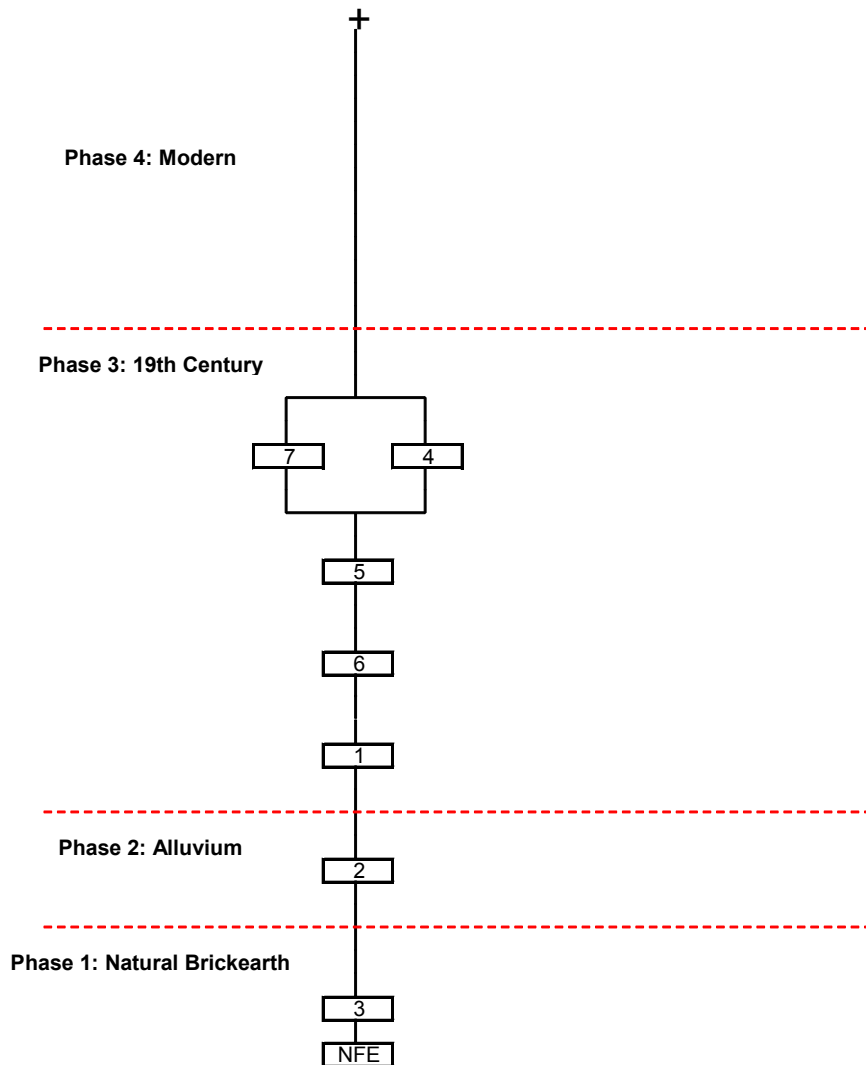 +
Phase 4: Modern
Phase 3: 19th Century
7 4
5
6
1
Phase 2: Alluvium
2
Phase 1: Natural Brickearth
3
NFE